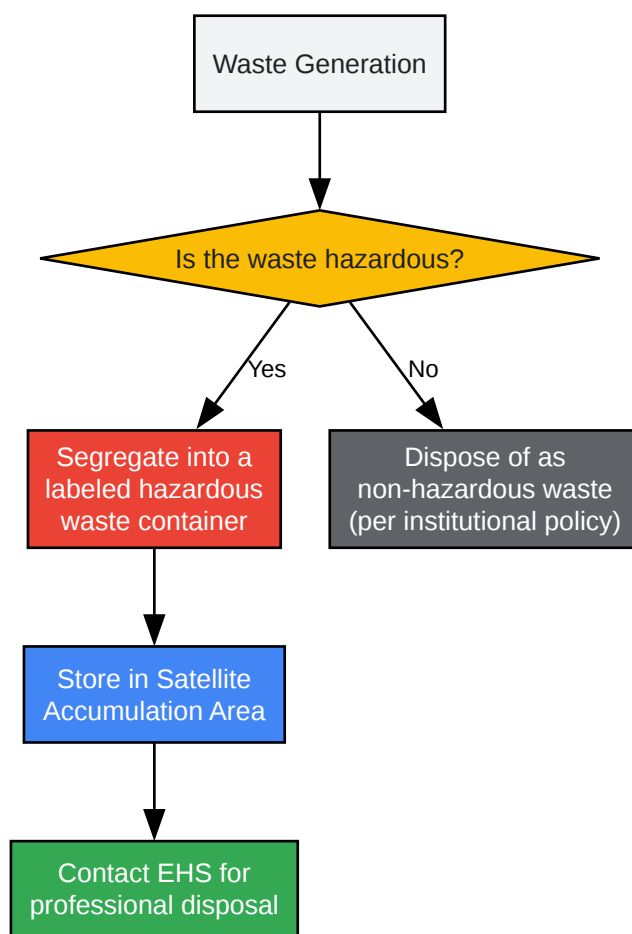 Waste Generation
Is the waste hazardous?
Yes
No
Segregate into a
labeled hazardous
waste container
Dispose of as
non-hazardous waste
(per institutional policy)
Store in Satellite
Accumulation Area
Contact EHS for
professional disposal